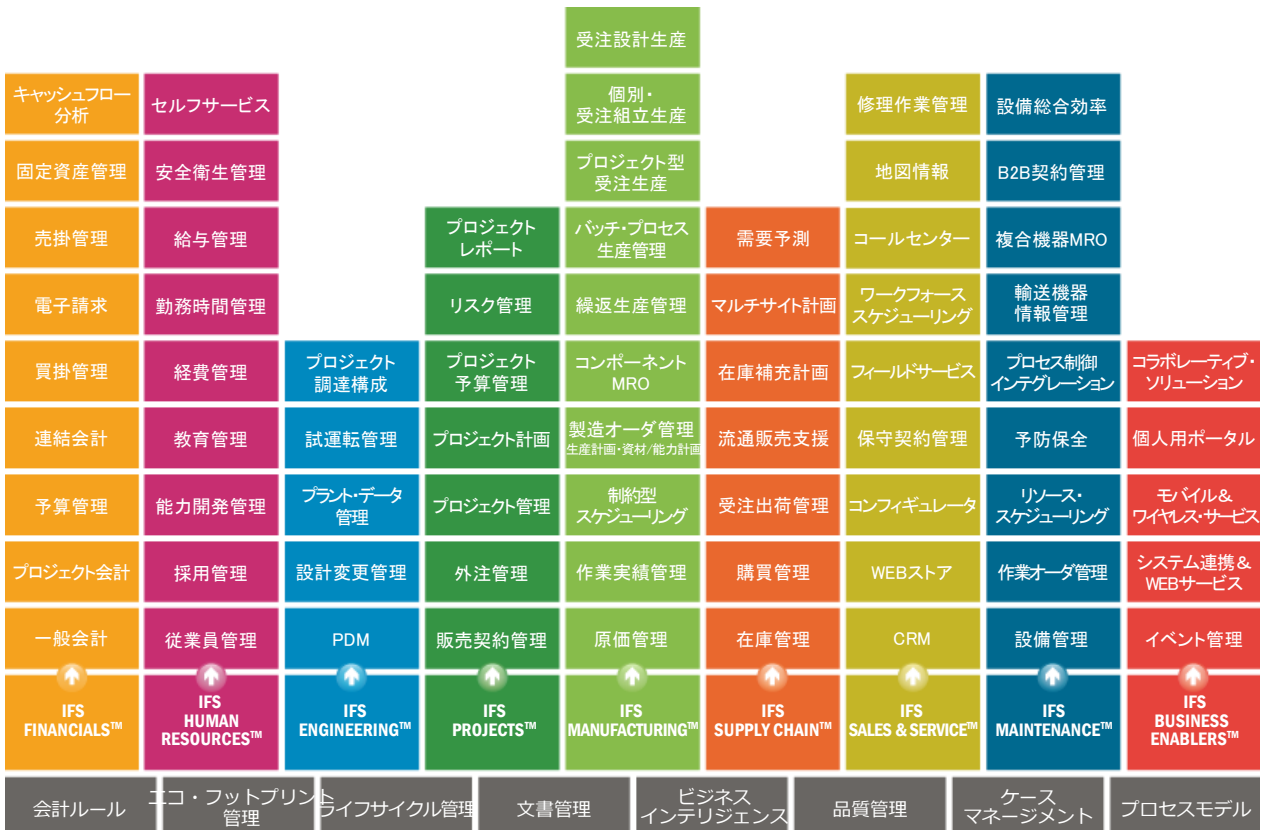 受注設計生産
キャッシュフロー
分析
セルフサービス
個別・
受注組立生産
修理作業管理
設備総合効率
固定資産管理
安全衛生管理
プロジェクト型
受注生産
地図情報
B2B契約管理
売掛管理
給与管理
プロジェクト
レポート
バッチ・プロセス
生産管理
需要予測
コールセンター
複合機器MRO
電子請求
勤務時間管理
リスク管理
繰返生産管理
マルチサイト計画
ワークフォース
スケジューリング
輸送機器
情報管理
買掛管理
経費管理
プロジェクト
調達構成
プロジェクト
予算管理
コンポーネント
MRO
在庫補充計画
フィールドサービス
プロセス制御
インテグレーション
コラボレーティブ・
ソリューション
連結会計
教育管理
試運転管理
プロジェクト計画
製造オーダ管理
生産計画・資材/能力計画
流通販売支援
保守契約管理
予防保全
個人用ポータル
予算管理
能力開発管理
プラント・データ
管理
プロジェクト管理
制約型
スケジューリング
受注出荷管理
コンフィギュレータ
リソース・
スケジューリング
モバイル&
ワイヤレス・サービス
プロジェクト会計
採用管理
設計変更管理
外注管理
作業実績管理
購買管理
WEBストア
作業オーダ管理
システム連携&
WEBサービス
一般会計
従業員管理
PDM
販売契約管理
原価管理
在庫管理
CRM
設備管理
イベント管理
IFS
FINANCIALS™
IFS
HUMAN
RESOURCES™
IFS
ENGINEERING™
IFS
PROJECTS™
IFS
MANUFACTURING™
IFS
SUPPLY CHAIN™
IFS
SALES & SERVICE™
IFS
MAINTENANCE™
IFS
BUSINESS
ENABLERS™
会計ルール
エコ・フットプリント
管理
ライフサイクル管理
文書管理
ビジネス
インテリジェンス
品質管理
ケース
マネージメント
プロセスモデル